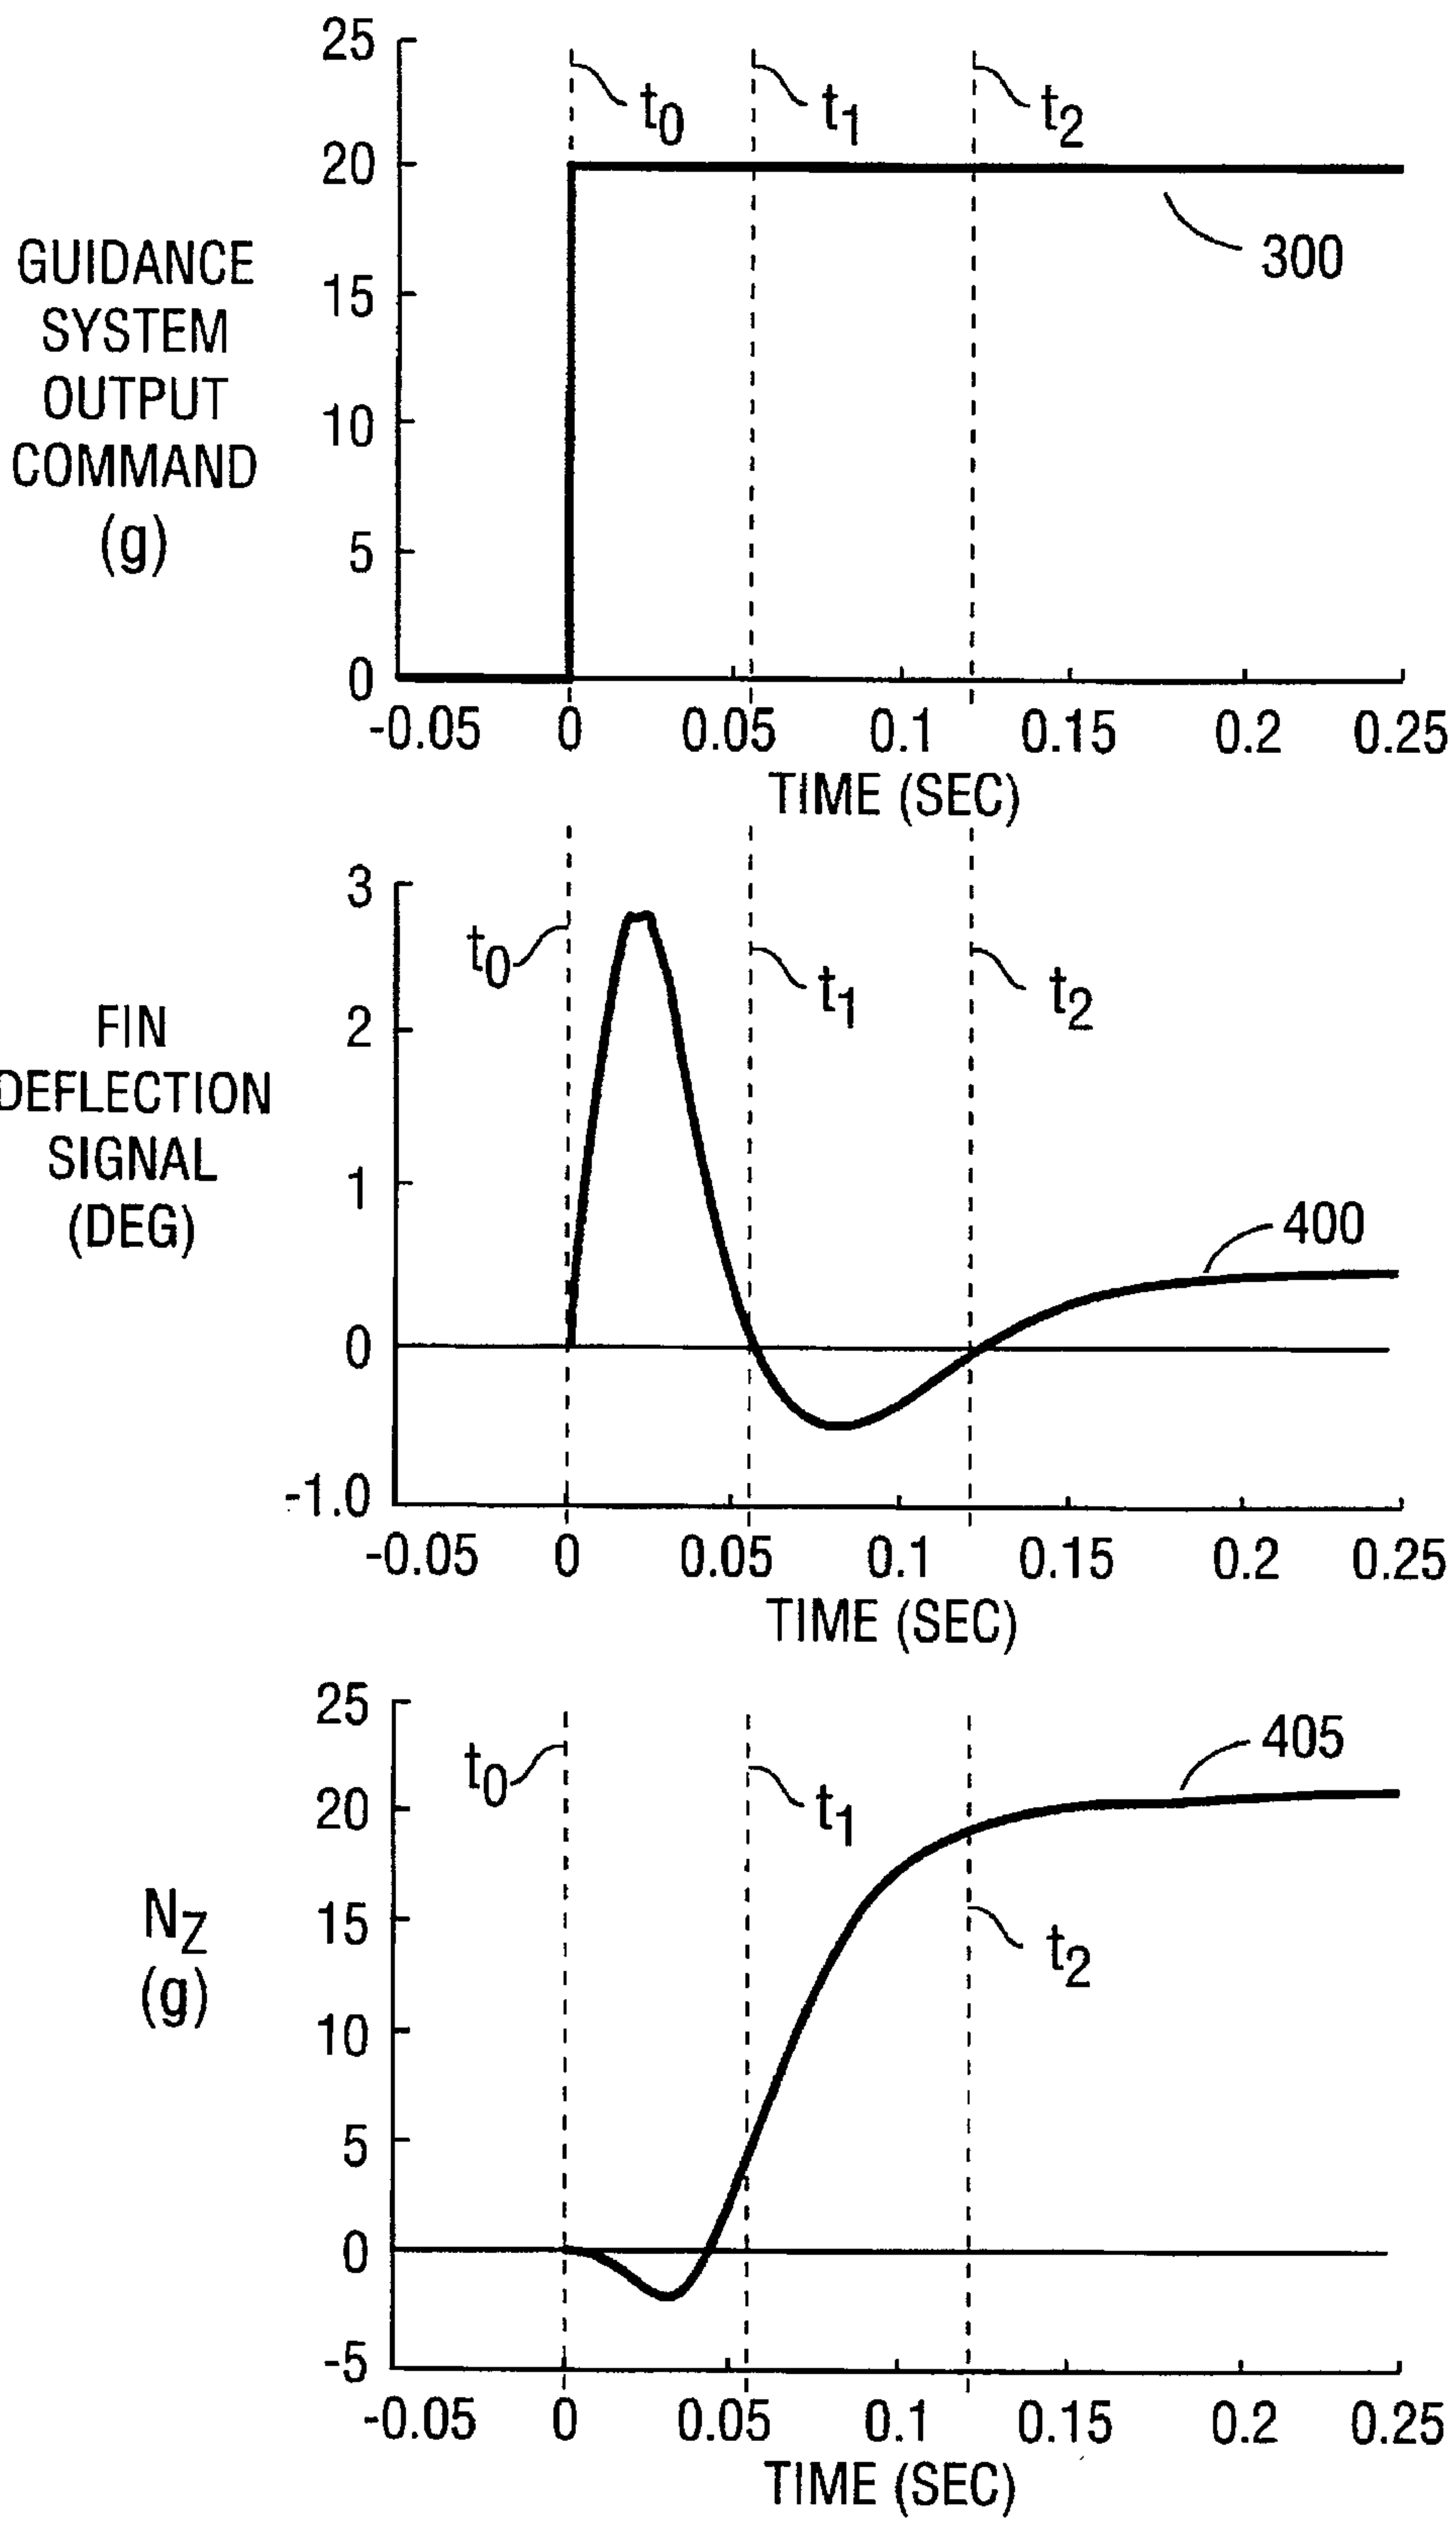 25
20
15
10
5
0
GUIDANCE
SYSTEM
OUTPUT
COMMAND
(g)
t0
t1
t2
300
-0.05 0 0.05 0.1 0.15 0.2 0.25
TIME (SEC)
3
2
1
0
-1.0
FIN
DEFLECTION
SIGNAL
(DEG)
t0
t1
t2
400
-0.05 0 0.05 0.1 0.15 0.2 0.25
TIME (SEC)
25
20
15
10
5
0
-5
NZ
(g)
t0
t1
t2
405
-0.05 0 0.05 0.1 0.15 0.2 0.25
TIME (SEC)